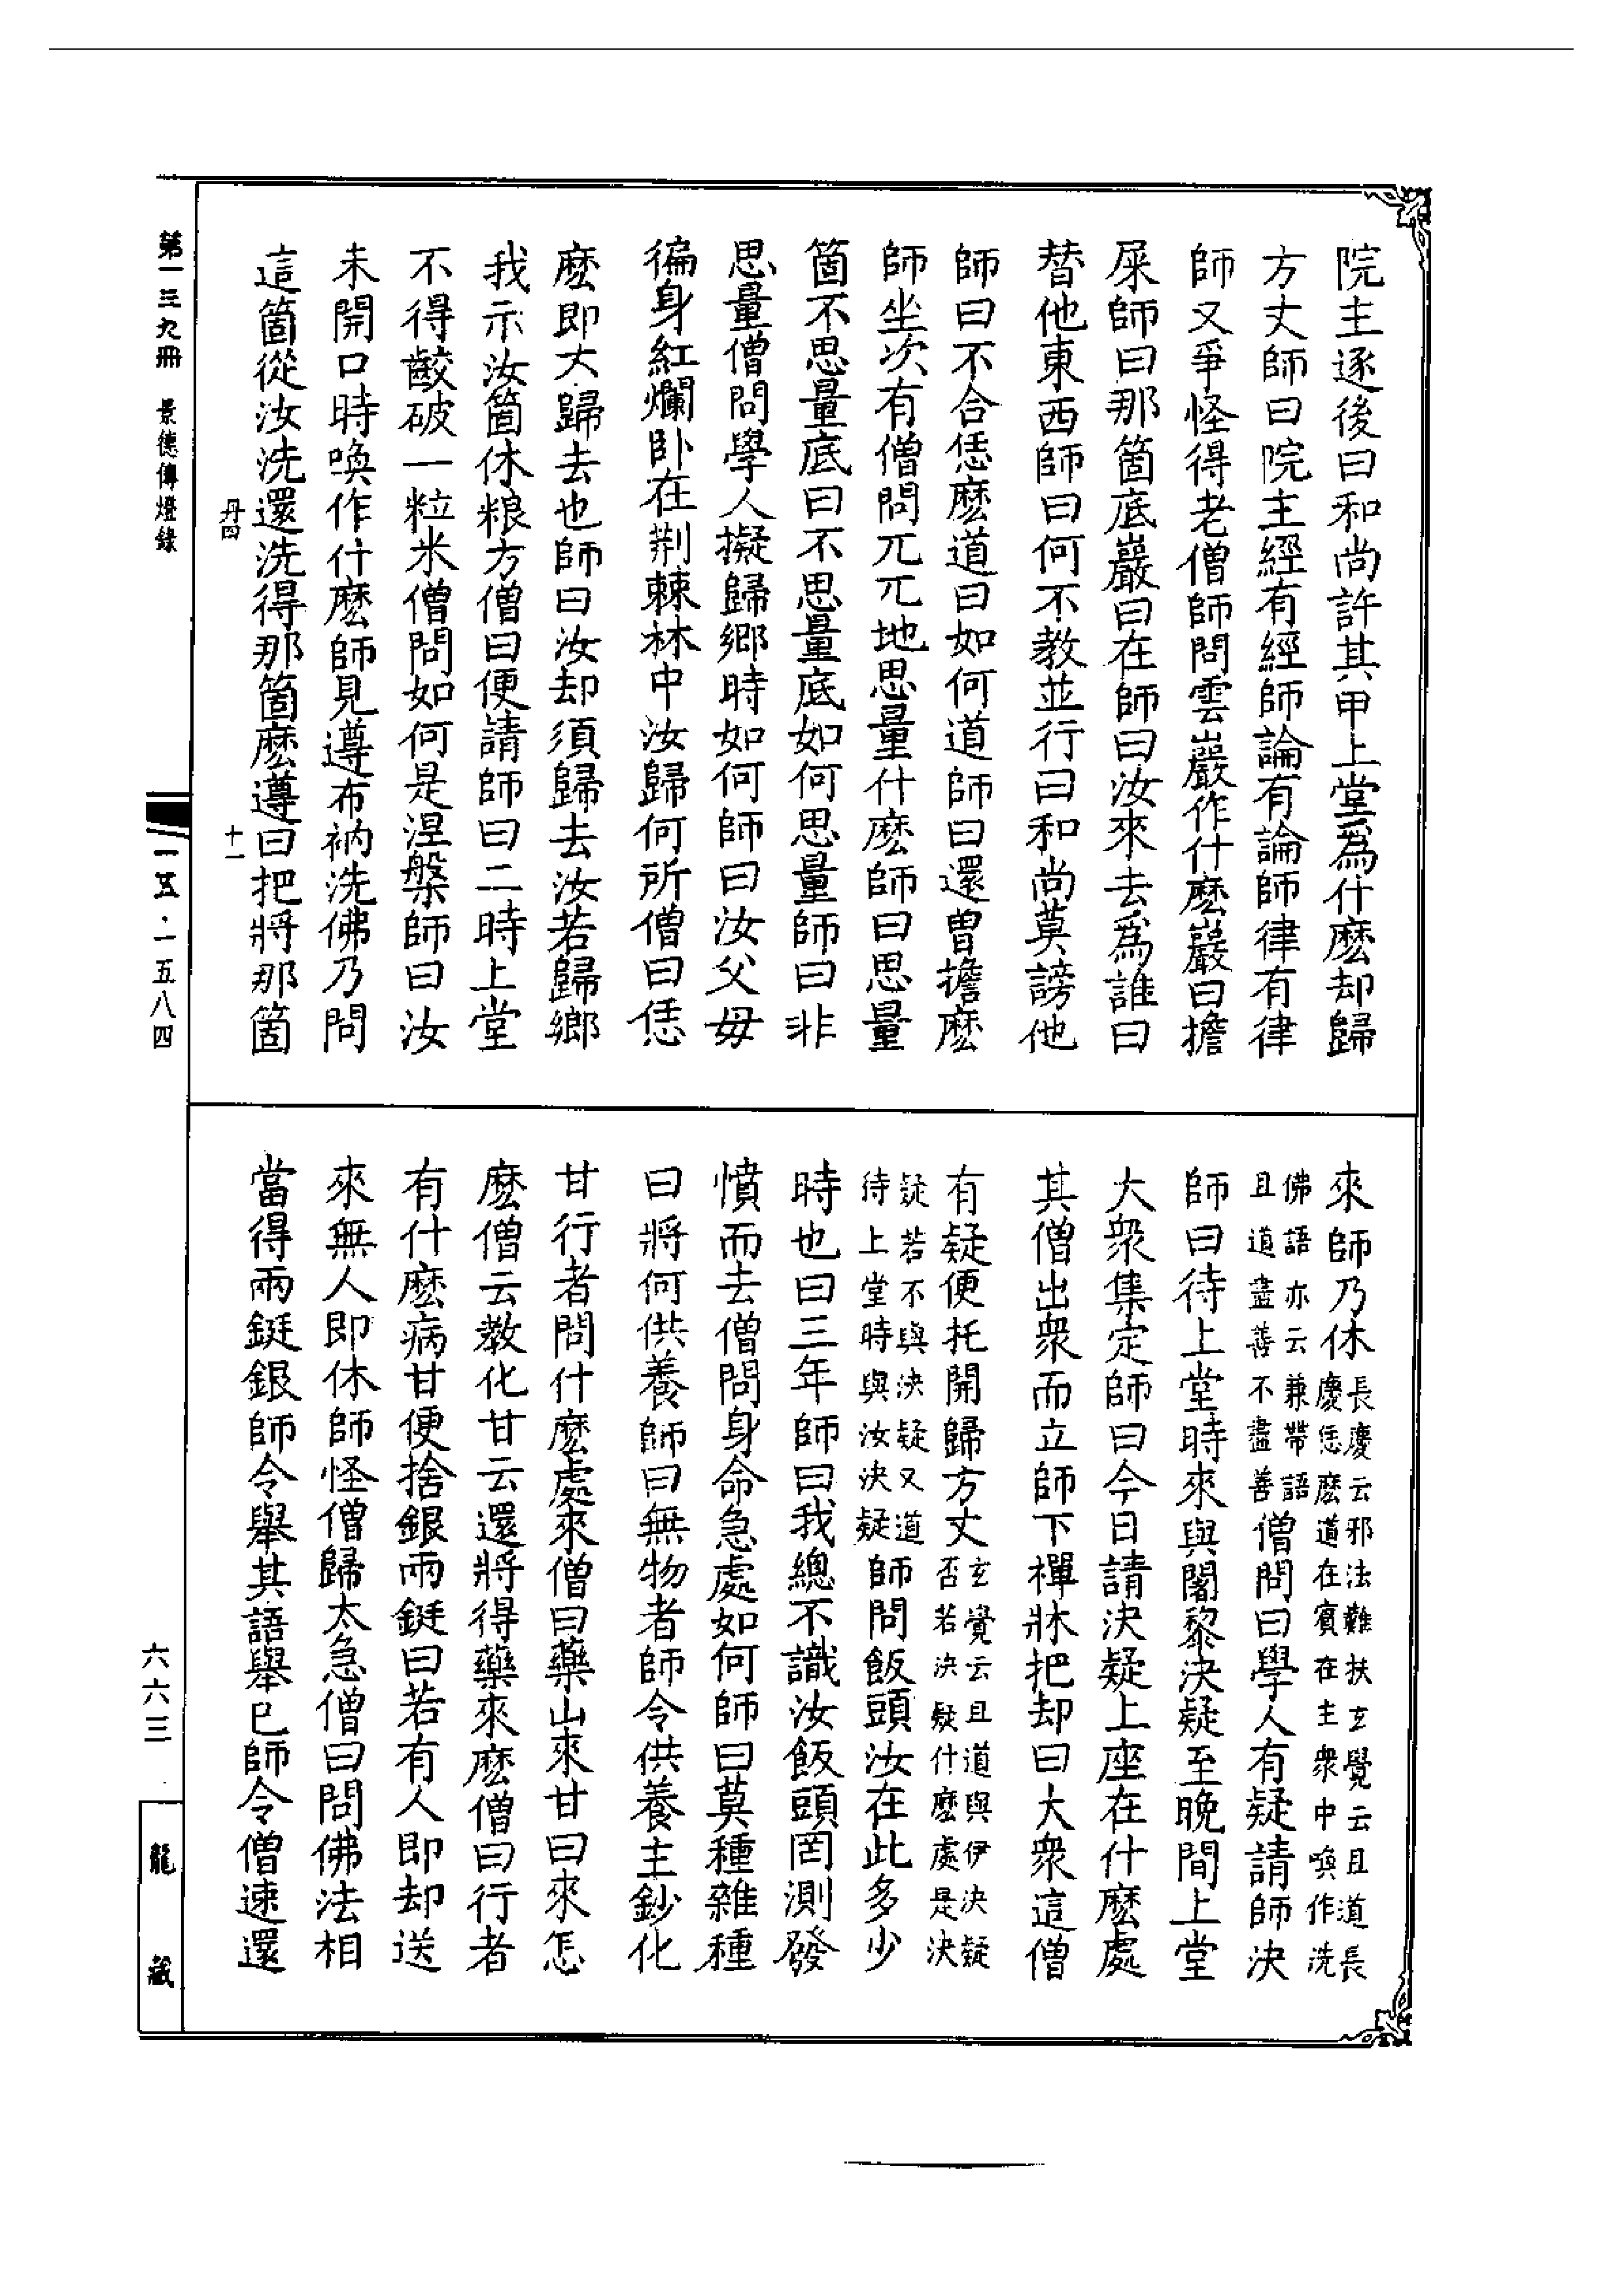 院主逐後曰和尚許其甲上堂爲什麽却歸
方丈師曰院主經有經師論有論師律有律
師又爭怪得老僧師問雲巖作什麽巖曰擔
屎師曰那箇底巖曰在師曰汝來去爲誰曰
替他東西師曰何不教並行曰和尚莫謗他
師曰不合恁麽道曰如何道師曰還曾擔麽
師坐次有僧問兀兀地思量什麽師曰思量
箇不思量底曰不思量底如何思量師曰非
思量僧問學人擬歸鄉時如何師曰汝父母
徧身紅爛卧在荆棘林中汝歸何所僧曰恁
麽即大歸去也師曰汝却須歸去汝若歸鄉
我示汝箇休粮方僧曰便請師曰二時上堂
不得齩破一粒米僧問如何是涅槃師曰汝
未開口時喚作什麽師見遵布衲洗佛乃問
這箇從汝洗還洗得那箇麽遵曰把將那箇
丹四 十一
來師乃休長慶云邪法難扶玄覺云且道長
慶恁麽道在賓在主衆中喚作洗
佛語亦云兼帶語
且道盡善不盡善僧問曰學人有疑請師決
師曰待上堂時來與闍黎決疑至晚間上堂
大衆集定師曰今日請決疑上座在什麽處
其僧出衆而立師下禪牀把却曰大衆這僧
有疑便托開歸方丈玄覺云且道與伊決疑
否若決疑什麽處是決
疑若不與決疑又道
待上堂時與汝決疑師問飯頭汝在此多少
時也曰三年師曰我總不識汝飯頭罔測發
憤而去僧問身命急處如何師曰莫種雜種
曰將何供養師曰無物者師令供養主鈔化
甘行者問什麽處來僧曰藥山來甘曰來怎
麽僧云教化甘云還將得藥來麽僧曰行者
有什麽病甘便捨銀兩鋌曰若有人即却送
來無人即休師怪僧歸太急僧曰問佛法相
當得兩鋌銀師令舉其語舉已師令僧速還
第一三九冊 景德傳燈錄
一五·一五八四
六六三
龍藏